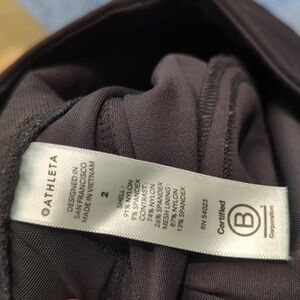 ATHLETA
DESIGNED IN
SAN FRANCISCO
MADE IN VIETNAM
2
SHELL:
91% NYLON
9% SPANDEX
CONTRAST:
74% NYLON
26% SPANDEX
MESH LINING:
87% NYLON
13% SPANDEX
RN 54023
Certified
B
Corporation